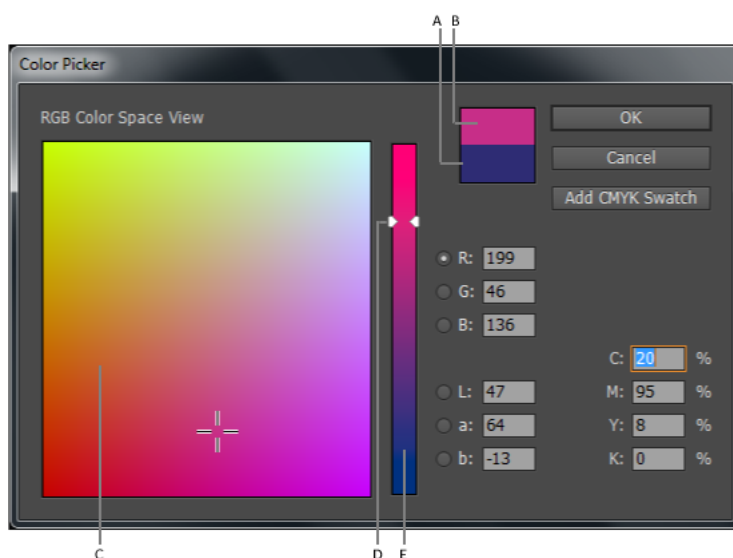 A B
Color Picker
RGB Color Space View
OK
Cancel
Add CMYK Swatch
R: 199
G: 46
B: 136
C: 20 %
L: 47
M: 95 %
a: 64
Y: 8 %
b: -13
K: 0 %
C D E